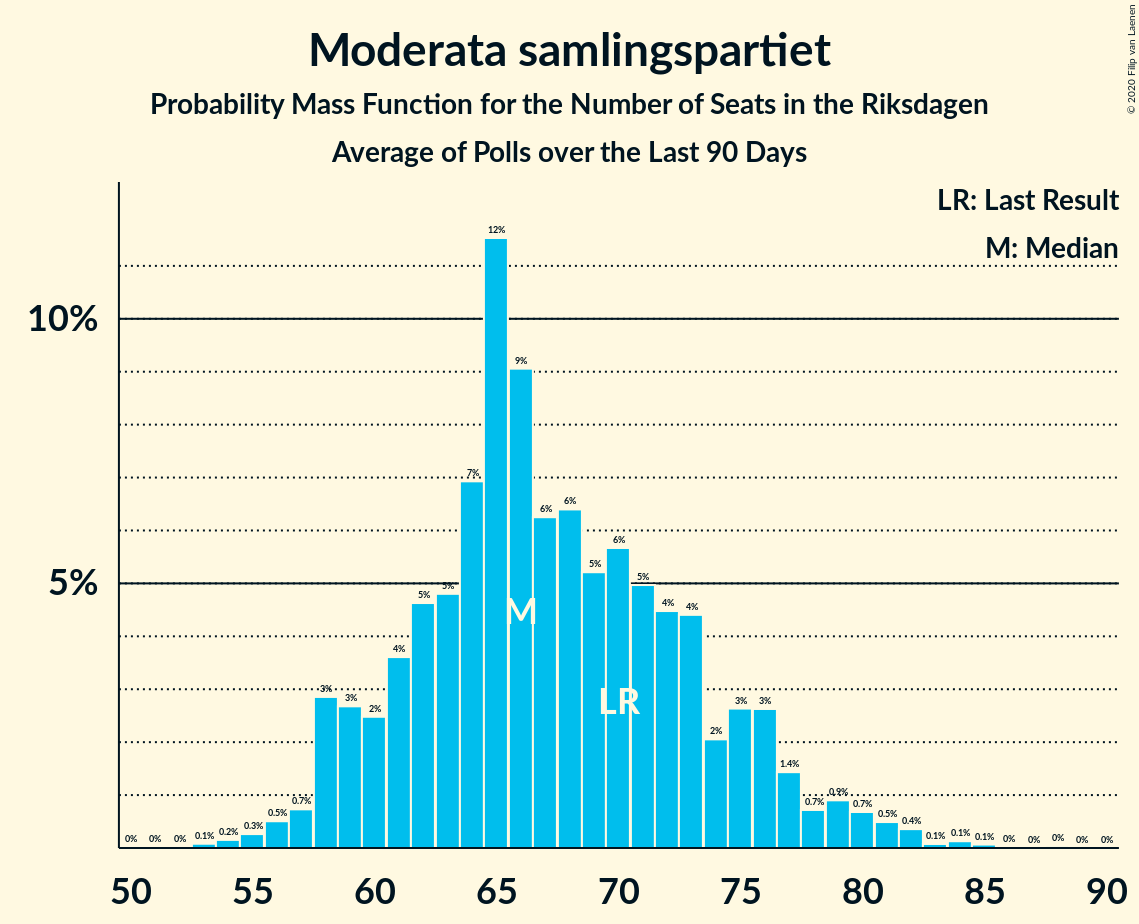 Moderata samlingspartiet
Probability Mass Function for the Number of Seats in the Riksdagen
Average of Polls over the Last 90 Days
© 2020 Filip van Laenen
LR: Last Result
M: Median
10%
5%
0% 0% 0% 0.1% 0.2% 0.3% 0.5% 0.7% 3% 3% 2% 4% 5% 5% 7% 12% 9% 6% 6% 5% 6% 5% 4% 4% 2% 3% 3% 1.4% 0.7% 0.9% 0.7% 0.5% 0.4% 0.1% 0.1% 0.1% 0% 0% 0% 0% 0%
M
LR
50 55 60 65 70 75 80 85 90